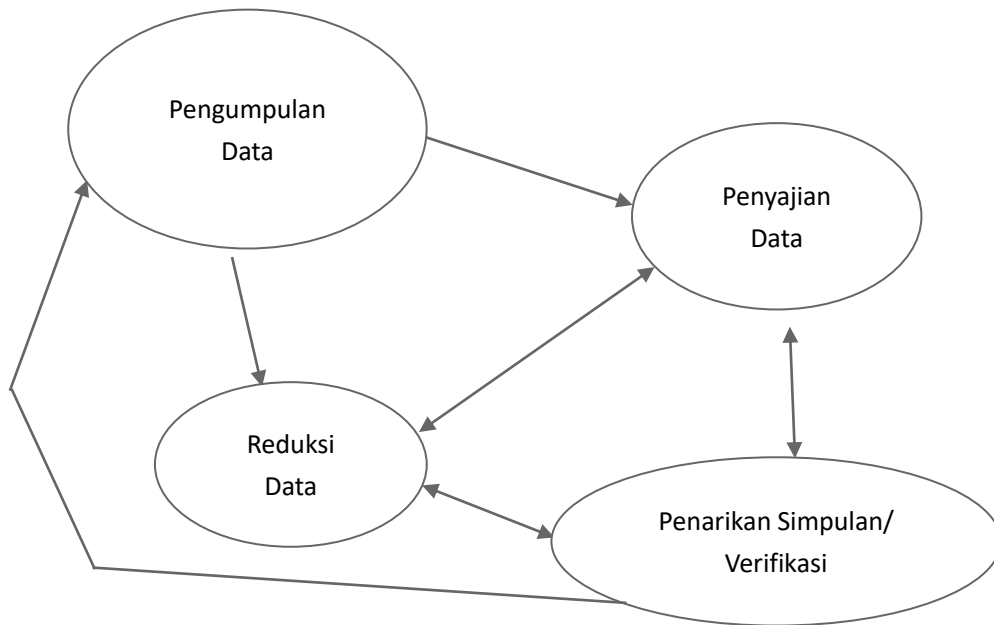 Pengumpulan
Data
Penyajian
Data
Reduksi
Data
Penarikan Simpulan/
Verifikasi